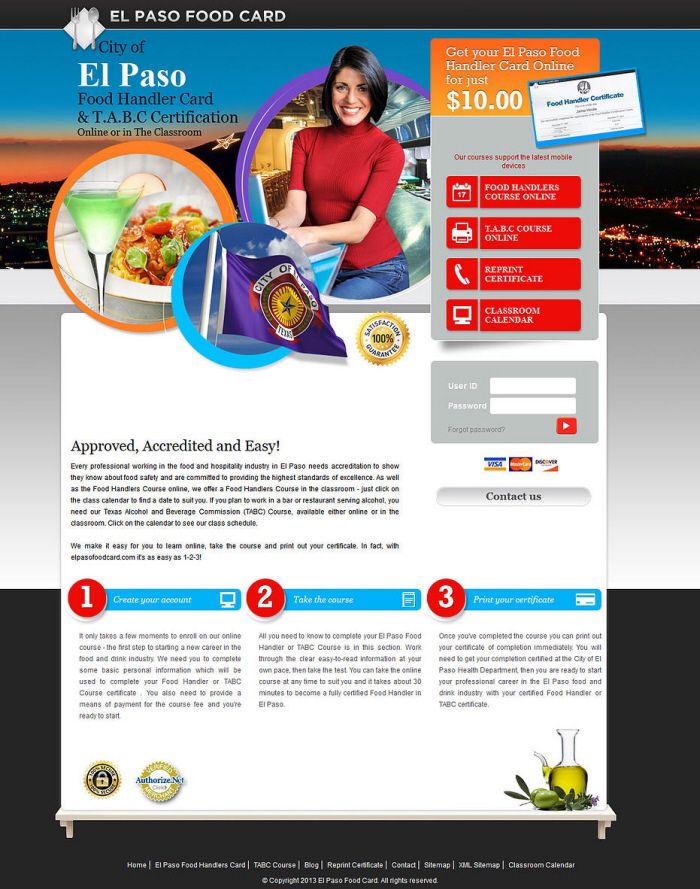 EL PASO FOOD CARD
City of
El Paso
Food Handler Card
& T.A.B.C Certification
Online or in The Classroom
Get your El Paso Food
Handler Card Online
for just
$10.00
Food Handler Certificate
Our courses support the latest mobile
devices
17
FOOD HANDLERS
COURSE ONLINE
T.A.B.C COURSE
ONLINE
REPRINT
CERTIFICATE
CLASSROOM
CALENDAR
CITY OF EL PASO
TEXAS
SATISFACTION
100%
GUARANTEE
User ID
Password
Forgot password?
VISA
MasterCard
DISCOVER
Contact us
Approved, Accredited and Easy!
Every professional working in the food and hospitality industry in El Paso needs accreditation to show
they know about food safety and are committed to providing the highest standards of excellence. As well
as the Food Handlers Course online, we offer a Food Handlers Course in the classroom - just click on
the class calendar to find a date to suit you. If you plan to work in a bar or restaurant serving alcohol, you
need our Texas Alcohol and Beverage Commission (TABC) Course, available either online or in the
classroom. Click on the calendar to see our class schedule.
We make it easy for you to learn online, take the course and print out your certificate. In fact, with
elpasofoodcard.com it's as easy as 1-2-3!
1
Create your account
It only takes a few moments to enroll on our online
course - the first step to starting a new career in the
food and drink industry. We need you to complete
some basic personal information which will be
used to complete your Food Handler or TABC
Course certificate . You also need to provide a
means of payment for the course fee and you're
ready to start.
2
Take the course
All you need to know to complete your El Paso Food
Handler or TABC Course is in this section. Work
through the clear easy-to-read information at your
own pace, then take the test. You can take the online
course at any time to suit you and it takes about 30
minutes to become a fully certified Food Handler in
El Paso.
3
Print your certificate
Once you've completed the course you can print out
your certificate of completion immediately. You will
need to get your completion certified at the City of El
Paso Health Department, then you are ready to start
your professional career in the El Paso food and
drink industry with your certified Food Handler or
TABC certificate.
Authorize.Net
Click
Home | El Paso Food Handlers Card | TABC Course | Blog | Reprint Certificate | Contact | Sitemap | XML Sitemap | Classroom Calendar
© Copyright 2013 El Paso Food Card. All rights reserved.